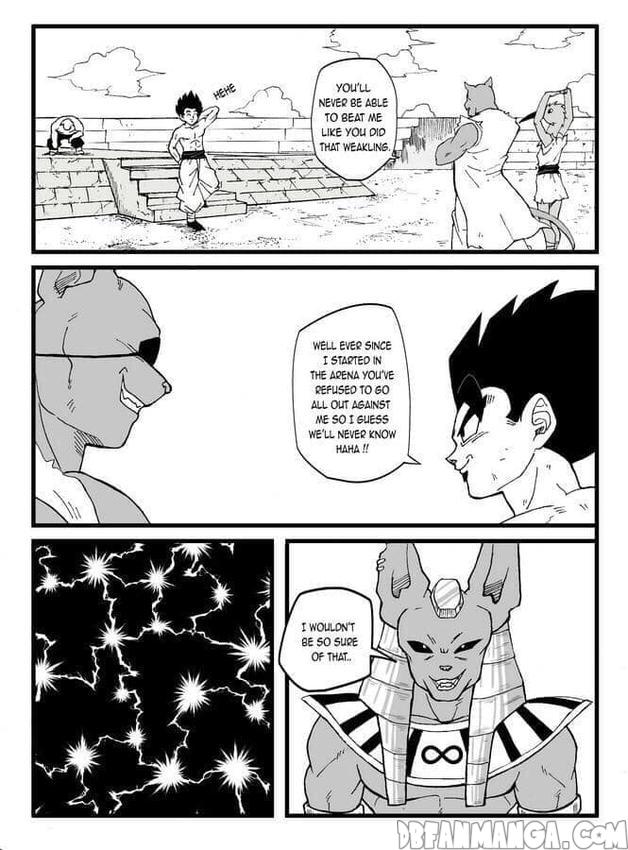 HEHE
YOU'LL
NEVER BE ABLE
TO BEAT ME
LIKE YOU DID
THAT WEAKLING.
WELL EVER SINCE
I STARTED IN
THE ARENA YOU'VE
REFUSED TO GO
ALL OUT AGAINST
ME SO I GUESS
WE'LL NEVER KNOW
HAHA !!
I WOULDN'T
BE SO SURE
OF THAT..
∞
DBFANMANGA.COM